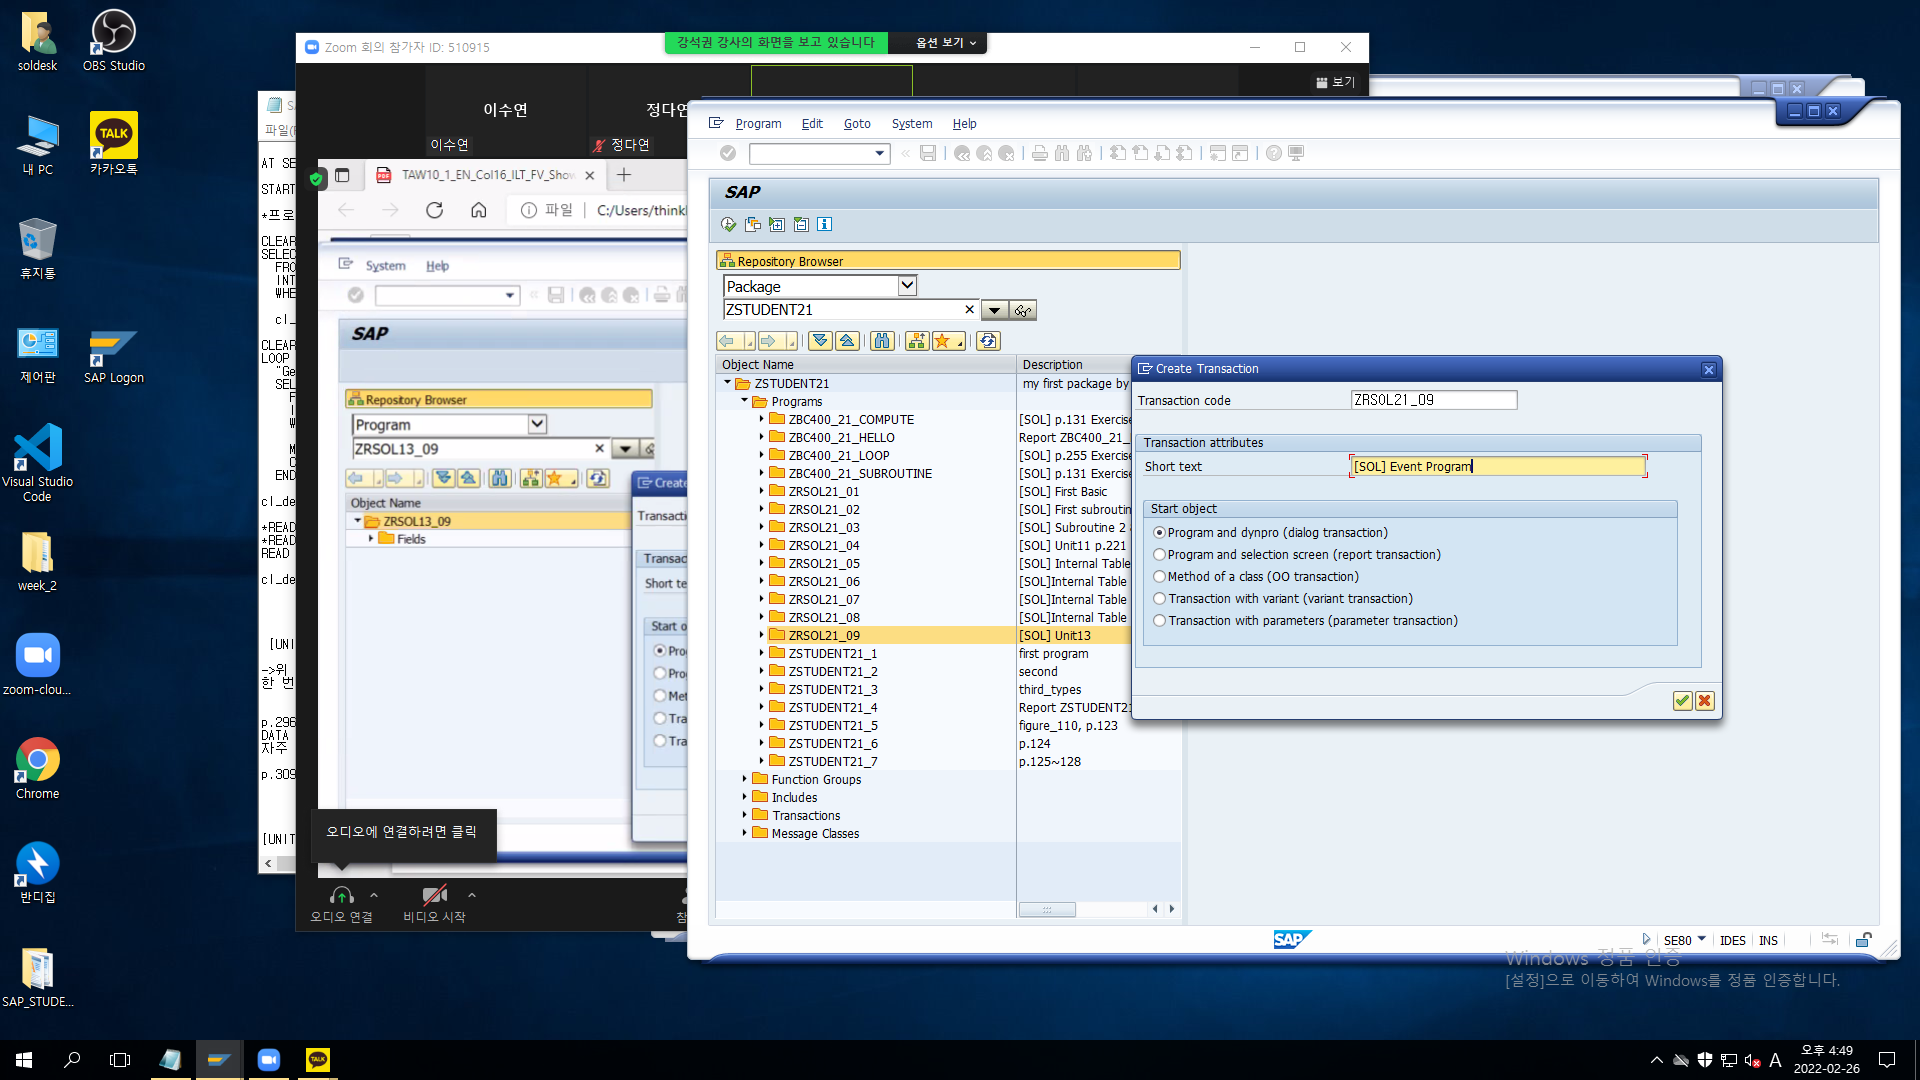 soldesk
OBS Studio
내 PC
카카오톡
휴지통
제어판
SAP Logon
Visual Studio
Code
week_2
zoom-clou...
Chrome
반디집
SAP_STUDE...
파일(
AT SE
START
*프로
CLEAR
SELEC
FRO
INT
WHE
cl_
CLEAR
LOOP
"Ge
SEL
F
I
W
M
C
END
cl_de
*READ
*READ
READ
cl_de
[UNI
->위
한 번
p.296
DATA
자주
p.309
[UNIT
Zoom 회의 참가자 ID: 510915
강석권 강사의 화면을 보고 있습니다
옵션 보기
보기
이수연
정다연
이수연
정다연
TAW10_1_EN_Col16_ILT_FV_Show
파일
C:/Users/think
System Help
SAP
Repository Browser
Program
ZRSOL13_09
Object Name
ZRSOL13_09
Fields
Create
Transacti
Transac
Short te
Start o
Pro
Pro
Met
Tra
Tra
오디오에 연결하려면 클릭
오디오 연결
비디오 시작
참
Program Edit Goto System Help
SAP
Repository Browser
Package
ZSTUDENT21
Object Name Description
ZSTUDENT21 my first package by
Programs
ZBC400_21_COMPUTE [SOL] p.131 Exercise
ZBC400_21_HELLO Report ZBC400_21_
ZBC400_21_LOOP [SOL] p.255 Exercise
ZBC400_21_SUBROUTINE [SOL] p.131 Exercise
ZRSOL21_01 [SOL] First Basic
ZRSOL21_02 [SOL] First subroutin
ZRSOL21_03 [SOL] Subroutine 2
ZRSOL21_04 [SOL] Unit11 p.221
ZRSOL21_05 [SOL] Internal Table
ZRSOL21_06 [SOL]Internal Table
ZRSOL21_07 [SOL]Internal Table
ZRSOL21_08 [SOL]Internal Table
ZRSOL21_09 [SOL] Unit13
ZSTUDENT21_1 first program
ZSTUDENT21_2 second
ZSTUDENT21_3 third_types
ZSTUDENT21_4 Report ZSTUDENT21
ZSTUDENT21_5 figure_110, p.123
ZSTUDENT21_6 p.124
ZSTUDENT21_7 p.125~128
Function Groups
Includes
Transactions
Message Classes
Create Transaction
Transaction code ZRSOL21_09
Transaction attributes
Short text [SOL] Event Program
Start object
Program and dynpro (dialog transaction)
Program and selection screen (report transaction)
Method of a class (OO transaction)
Transaction with variant (variant transaction)
Transaction with parameters (parameter transaction)
SAP
SE80 IDES INS
Windows 정품 인증
[설정]으로 이동하여 Windows를 정품 인증합니다.
TALK
A
오후 4:49
2022-02-26